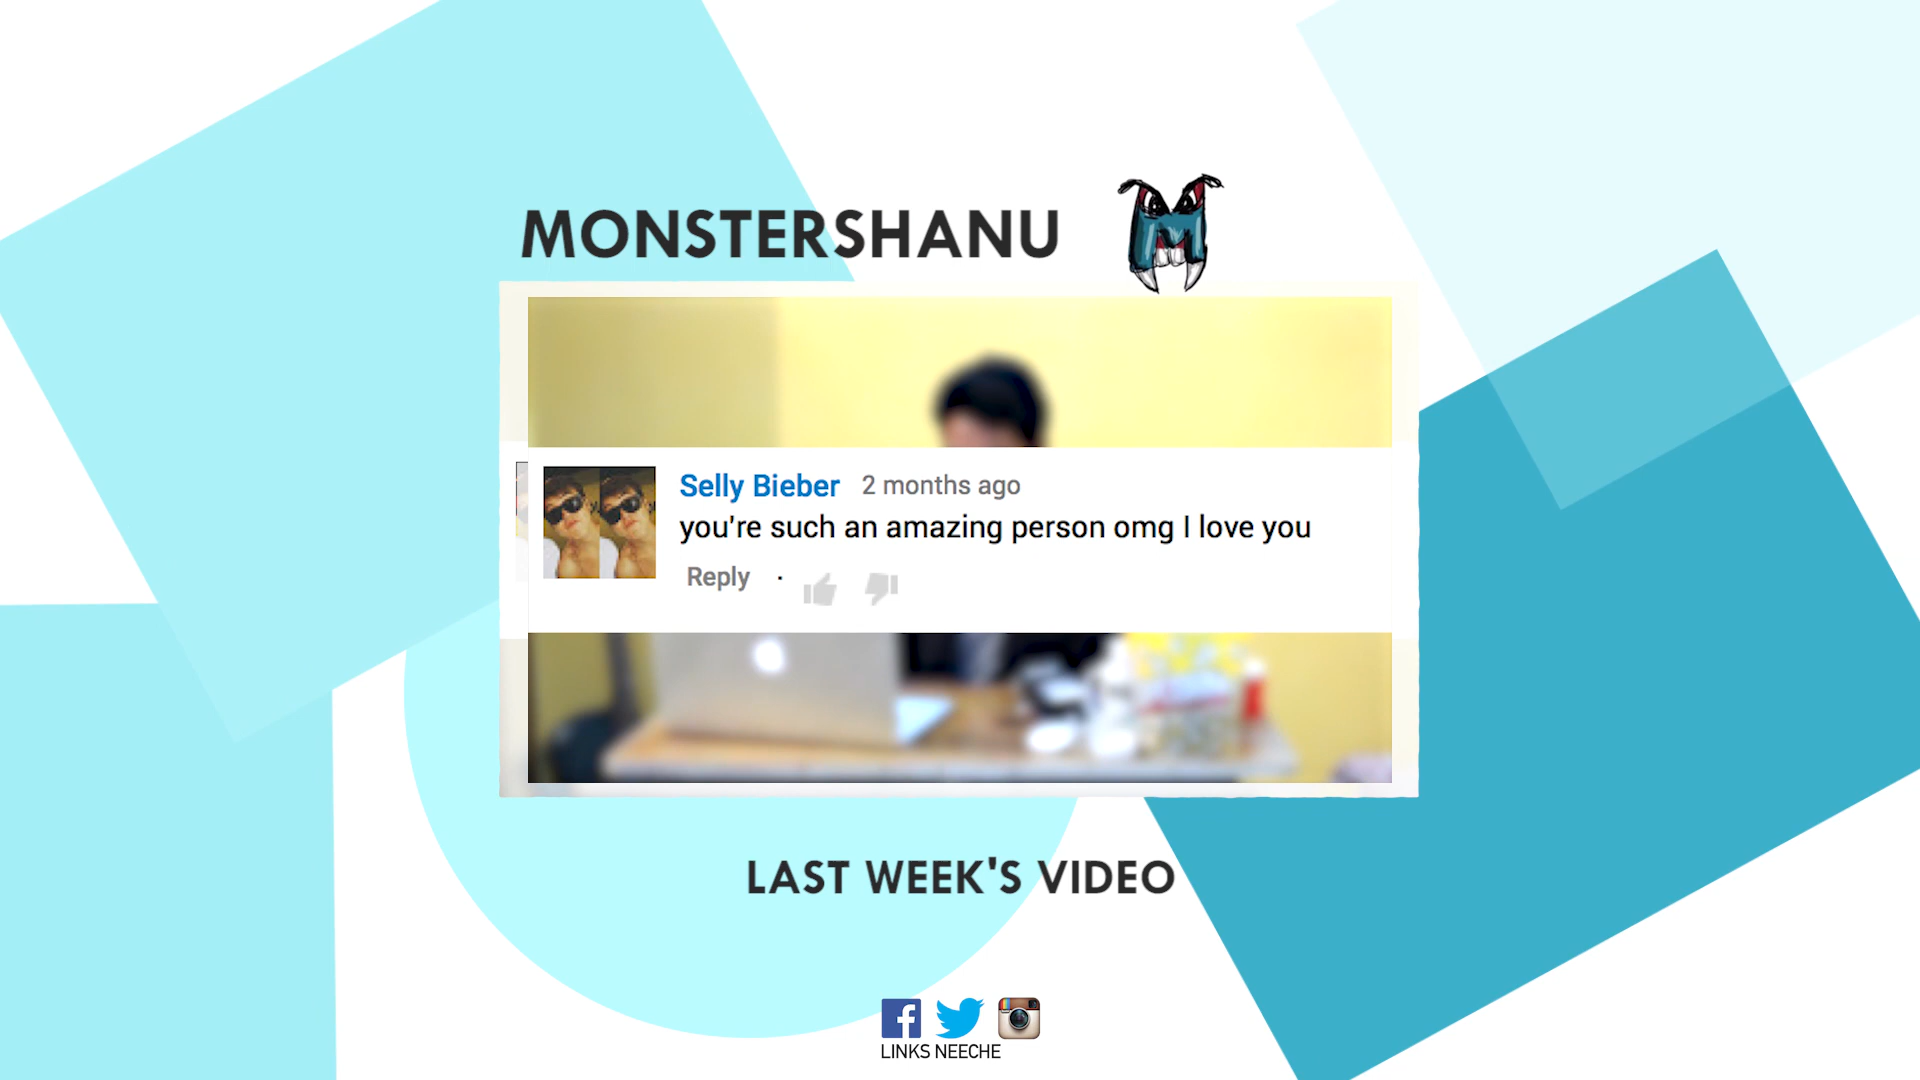 MONSTERSHANU
Selly Bieber 2 months ago
you're such an amazing person omg I love you
Reply ·
LAST WEEK'S VIDEO
LINKS NEECHE